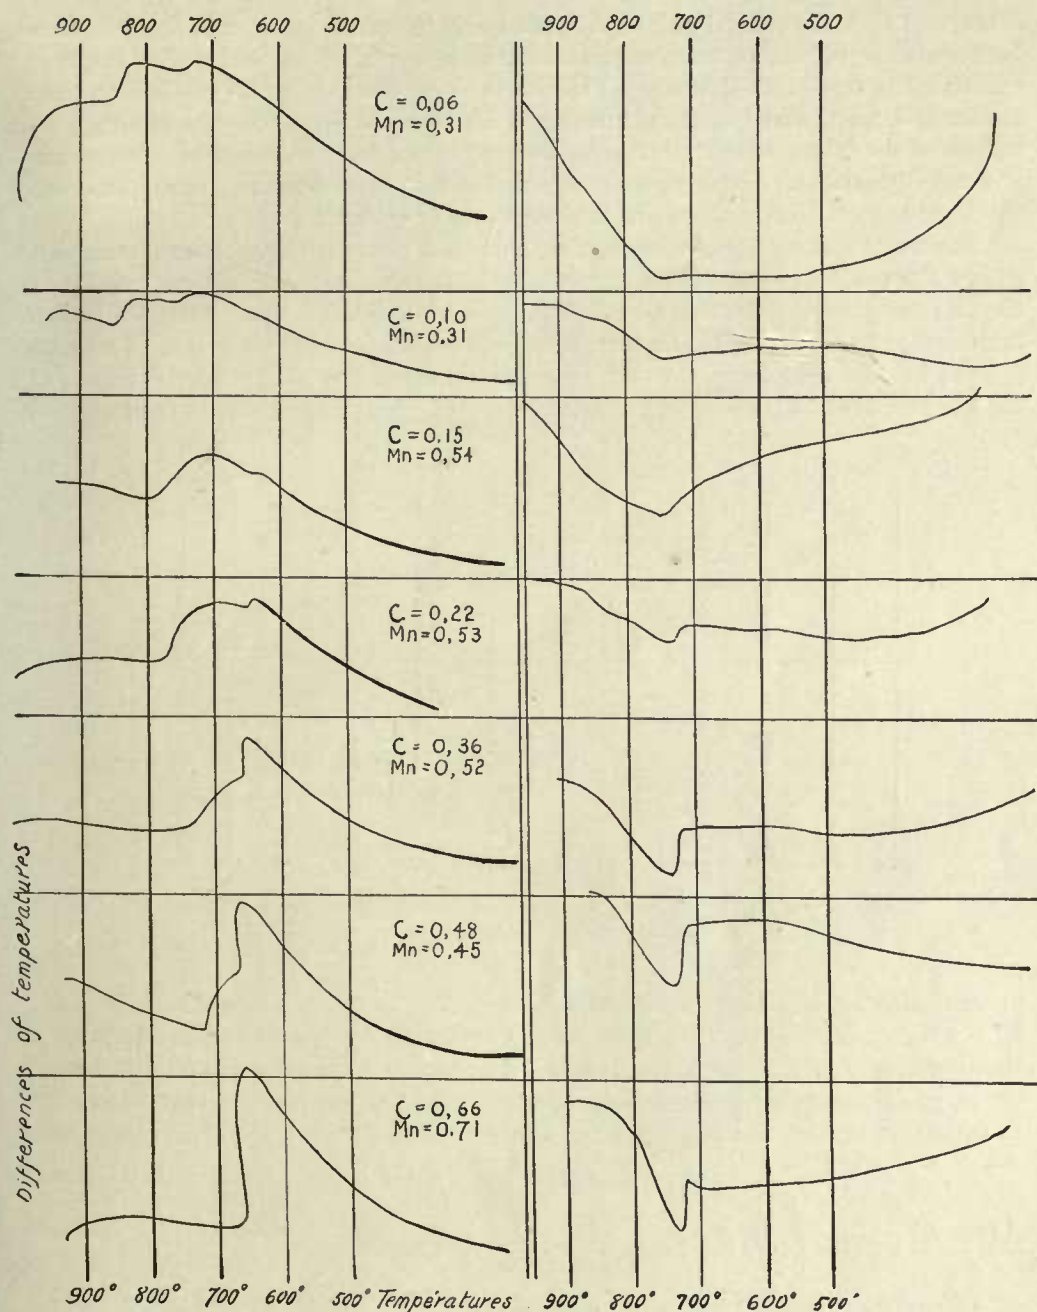 900 800 700 600 500 900 800 700 600 500
C = 0,06
Mn = 0,31
C = 0,10
Mn = 0.31
C = 0.15
Mn = 0,54
C = 0,22
Mn = 0,53
C = 0,36
Mn = 0,52
C = 0,48
Mn = 0.45
C = 0,66
Mn = 0.71
Differences of temperatures
900° 800° 700° 600° 500° Températures 900° 800° 700° 600° 500°